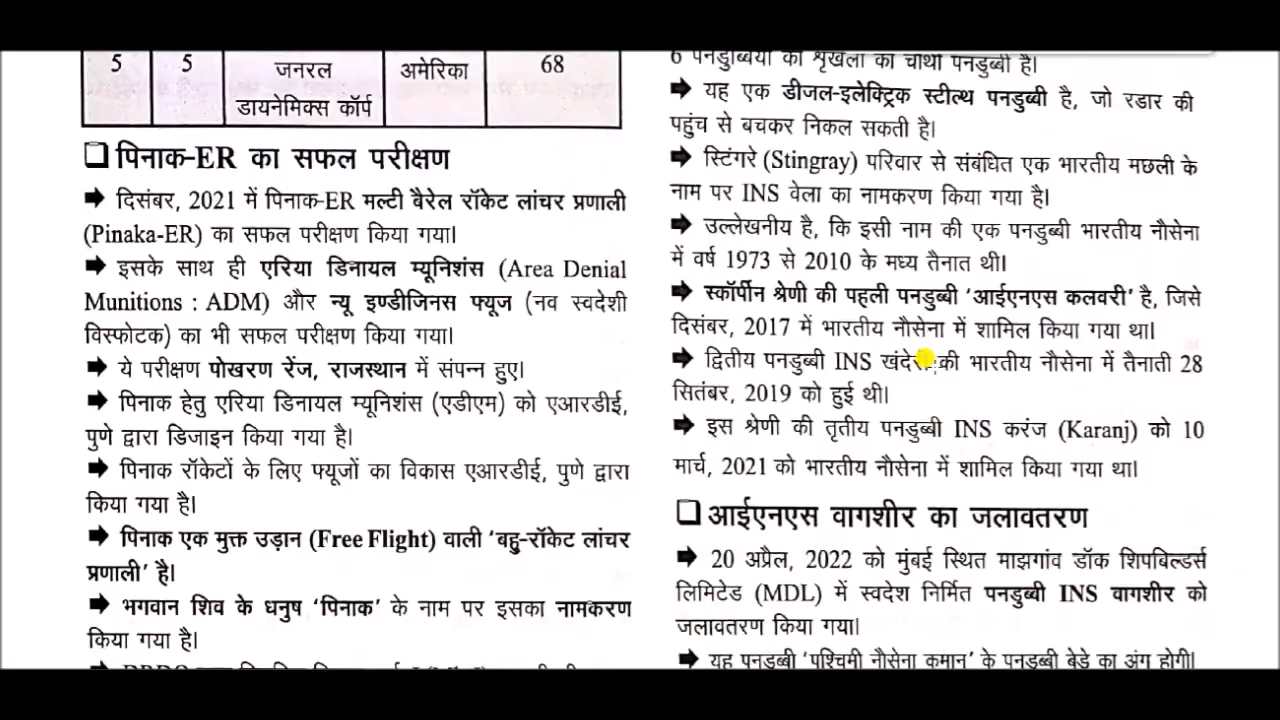 5 5 जनरल अमेरिका 68
डायनेमिक्स कॉर्प
❑ पिनाक-ER का सफल परीक्षण
➡ दिसंबर, 2021 में पिनाक-ER मल्टी बैरेल रॉकेट लांचर प्रणाली
(Pinaka-ER) का सफल परीक्षण किया गया।
➡ इसके साथ ही एरिया डिनायल म्यूनिशंस (Area Denial
Munitions : ADM) और न्यू इण्डीजिनस फ्यूज (नव स्वदेशी
विस्फोटक) का भी सफल परीक्षण किया गया।
➡ ये परीक्षण पोखरण रेंज, राजस्थान में संपन्न हुए।
➡ पिनाक हेतु एरिया डिनायल म्यूनिशंस (एडीएम) को एआरडीई,
पुणे द्वारा डिजाइन किया गया है।
➡ पिनाक रॉकेटों के लिए फ्यूजों का विकास एआरडीई, पुणे द्वारा
किया गया है।
➡ पिनाक एक मुक्त उड़ान (Free Flight) वाली 'बहु-रॉकेट लांचर
प्रणाली' है।
➡ भगवान शिव के धनुष 'पिनाक' के नाम पर इसका नामकरण
किया गया है।
6 पनडुब्बियों की श्रृंखला की चौथी पनडुब्बी है।
➡ यह एक डीजल-इलेक्ट्रिक स्टील्थ पनडुब्बी है, जो रडार की
पहुंच से बचकर निकल सकती है।
➡ स्टिंगरे (Stingray) परिवार से संबंधित एक भारतीय मछली के
नाम पर INS वेला का नामकरण किया गया है।
➡ उल्लेखनीय है, कि इसी नाम की एक पनडुब्बी भारतीय नौसेना
में वर्ष 1973 से 2010 के मध्य तैनात थी।
➡ स्कॉर्पीन श्रेणी की पहली पनडुब्बी 'आईएनएस कलवरी' है, जिसे
दिसंबर, 2017 में भारतीय नौसेना में शामिल किया गया था।
➡ द्वितीय पनडुब्बी INS की भारतीय नौसेना में तैनाती 28
सितंबर, 2019 को हुई थी।
➡ इस श्रेणी की तृतीय पनडुब्बी INS करंज (Karanj) को 10
मार्च, 2021 को भारतीय नौसेना में शामिल किया गया था।
❑ आईएनएस वागशीर का जलावतरण
➡ 20 अप्रैल, 2022 को मुंबई स्थित माझगांव डॉक शिपबिल्डर्स
लिमिटेड (MDL) में स्वदेश निर्मित पनडुब्बी INS वागशीर को
जलावतरण किया गया।
➡ यह पनडुब्बी 'पश्चिमी नौसेना कमान' के पनडुब्बी बेड़े का अंग होगी।